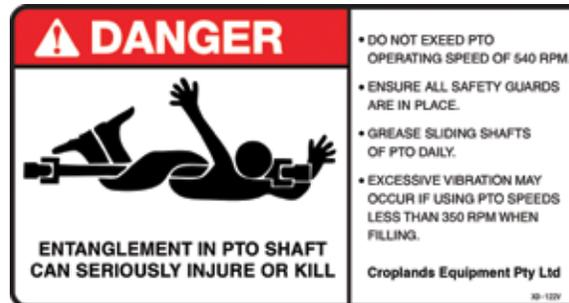 DANGER
ENTANGLEMENT IN PTO SHAFT
CAN SERIOUSLY INJURE OR KILL
• DO NOT EXEED PTO
OPERATING SPEED OF 540 RPM.
• ENSURE ALL SAFETY GUARDS
ARE IN PLACE.
• GREASE SLIDING SHAFTS
OF PTO DAILY.
• EXCESSIVE VIBRATION MAY
OCCUR IF USING PTO SPEEDS
LESS THAN 350 RPM WHEN
FILLING.
Croplands Equipment Pty Ltd